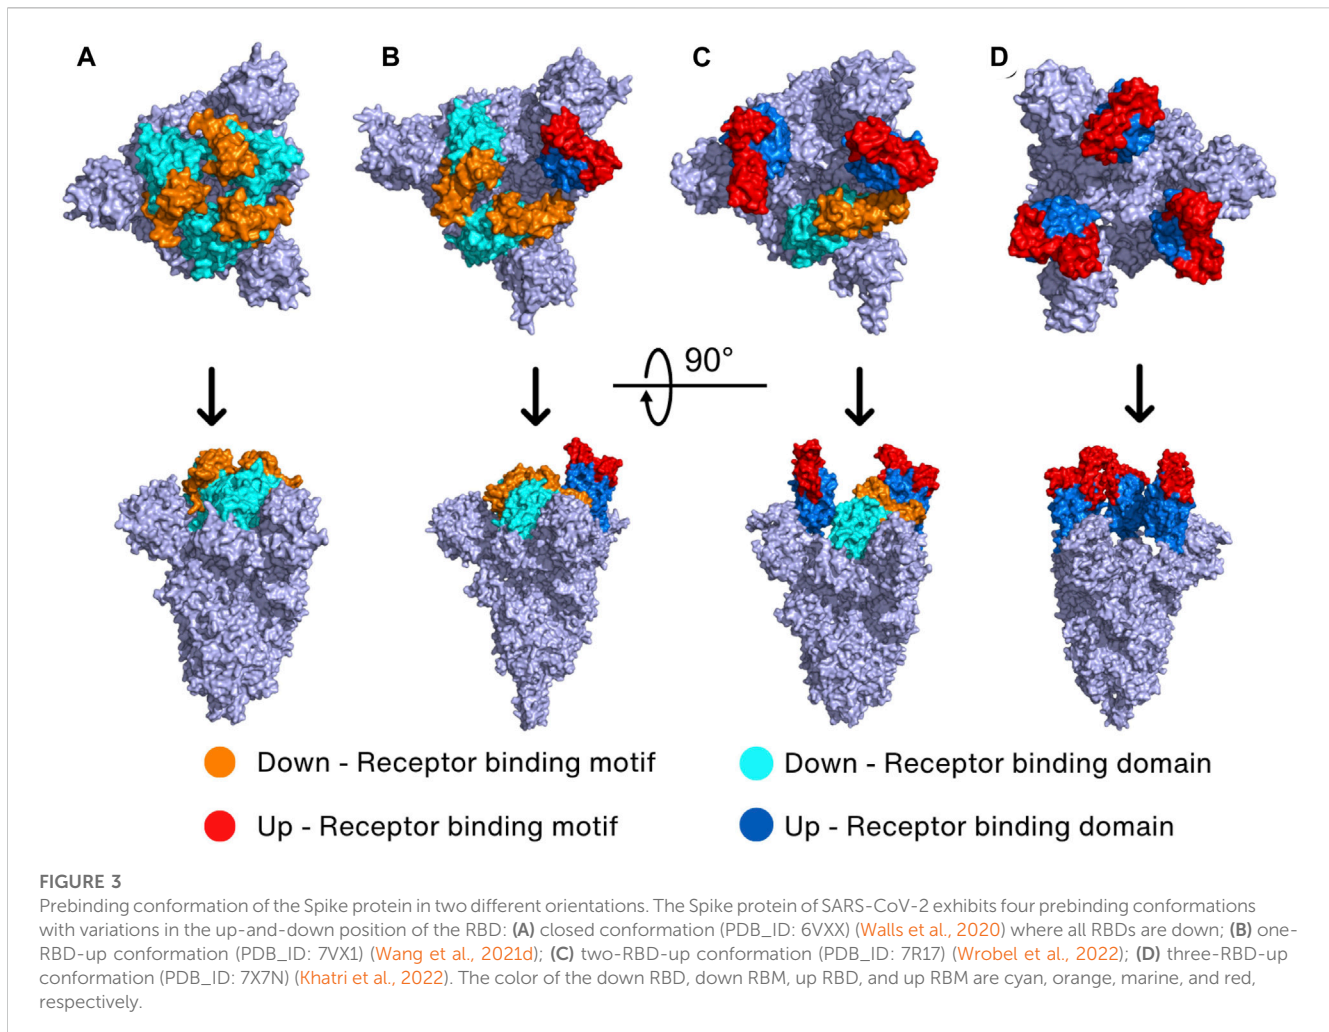 A
B
C
D
90°
Down - Receptor binding motif
Down - Receptor binding domain
Up - Receptor binding motif
Up - Receptor binding domain
FIGURE 3
Prebinding conformation of the Spike protein in two different orientations. The Spike protein of SARS-CoV-2 exhibits four prebinding conformations
with variations in the up-and-down position of the RBD: (A) closed conformation (PDB_ID: 6VXX) (Walls et al., 2020) where all RBDs are down; (B) one-
RBD-up conformation (PDB_ID: 7VX1) (Wang et al., 2021d); (C) two-RBD-up conformation (PDB_ID: 7R17) (Wrobel et al., 2022); (D) three-RBD-up
conformation (PDB_ID: 7X7N) (Khatri et al., 2022). The color of the down RBD, down RBM, up RBD, and up RBM are cyan, orange, marine, and red,
respectively.